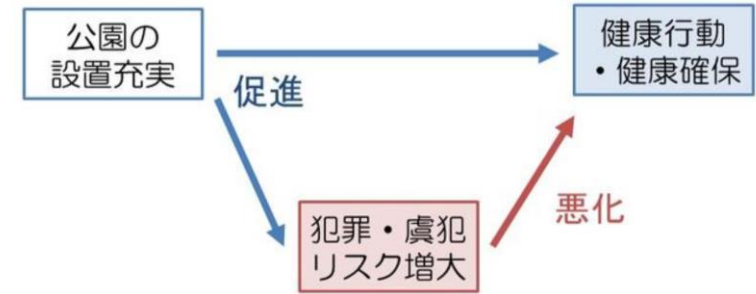 公園の
設置充実
促進
健康行動
・健康確保
犯罪・虞犯
リスク増大
悪化